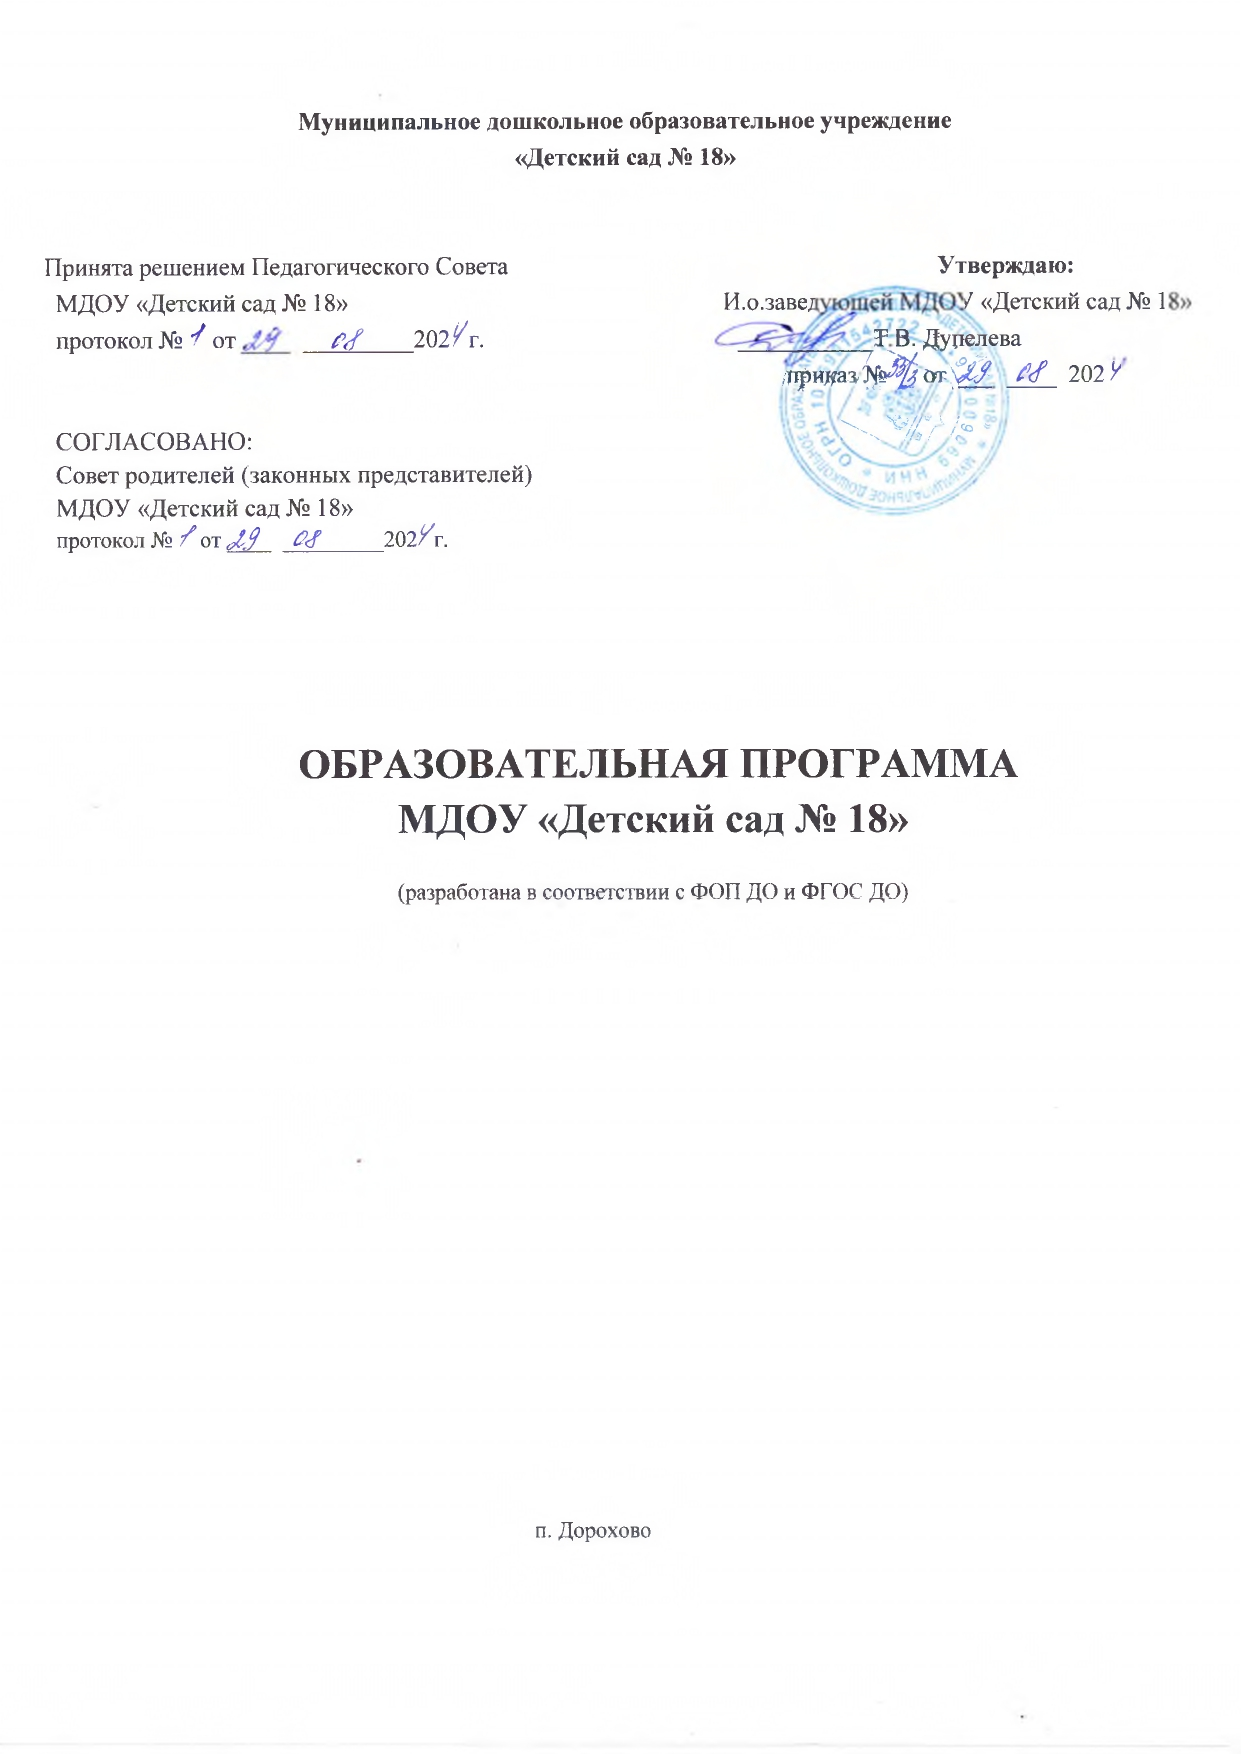 Муниципальное дошкольное образовательное учреждение
«Детский сад № 18»
Принята решением Педагогического Совета
МДОУ «Детский сад № 18»
протокол № 1 от 29 08 2024 г.
Утверждаю:
И.о.заведующей МДОУ «Детский сад № 18»
Т.В. Дупелева
приказ № 33/3 от 29 08 2024
СОГЛАСОВАНО:
Совет родителей (законных представителей)
МДОУ «Детский сад № 18»
протокол № 1 от 29 08 2024 г.
ОБРАЗОВАТЕЛЬНАЯ ПРОГРАММА
МДОУ «Детский сад № 18»
(разработана в соответствии с ФОП ДО и ФГОС ДО)
п. Дорохово